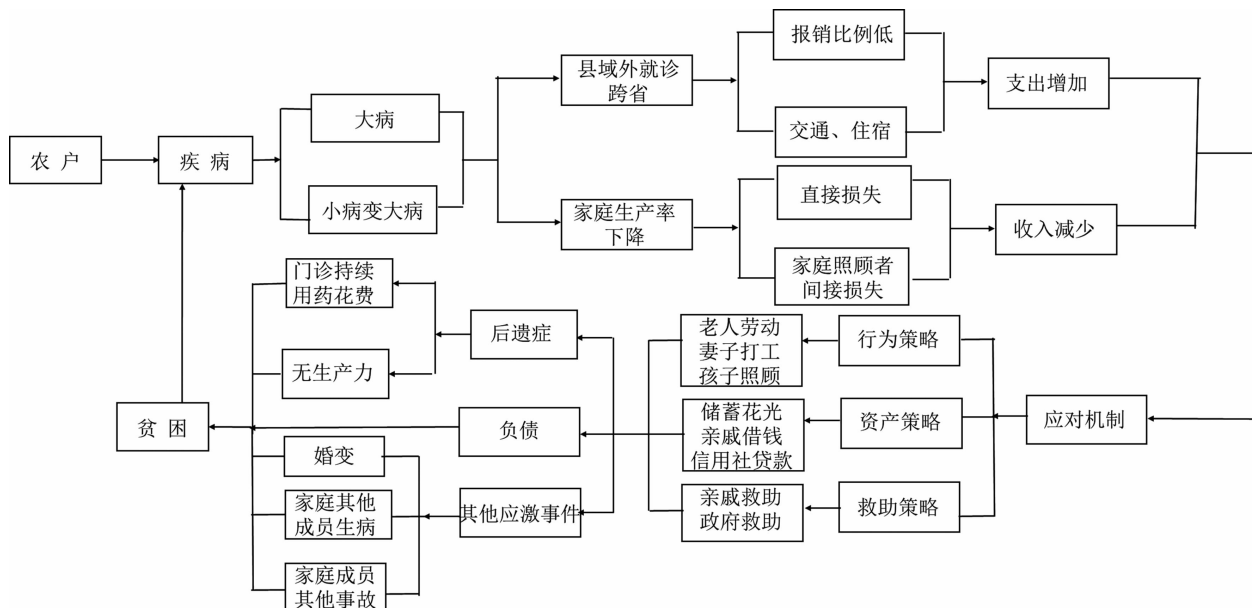 农 户
疾 病
大病
小病变大病
县域外就诊
跨省
家庭生产率
下降
报销比例低
交通、住宿
直接损失
家庭照顾者
间接损失
支出增加
收入减少
应对机制
行为策略
资产策略
救助策略
老人劳动
妻子打工
孩子照顾
储蓄花光
亲戚借钱
信用社贷款
亲戚救助
政府救助
后遗症
负债
其他应激事件
门诊持续
用药花费
无生产力
婚变
家庭其他
成员生病
家庭成员
其他事故
贫 困